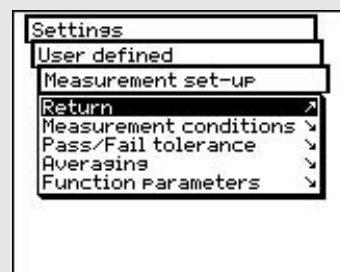 Settings
User defined
Measurement set-up
Return ↗
Measurement conditions ↘
Pass/Fail tolerance ↘
Averaging ↘
Function parameters ↘